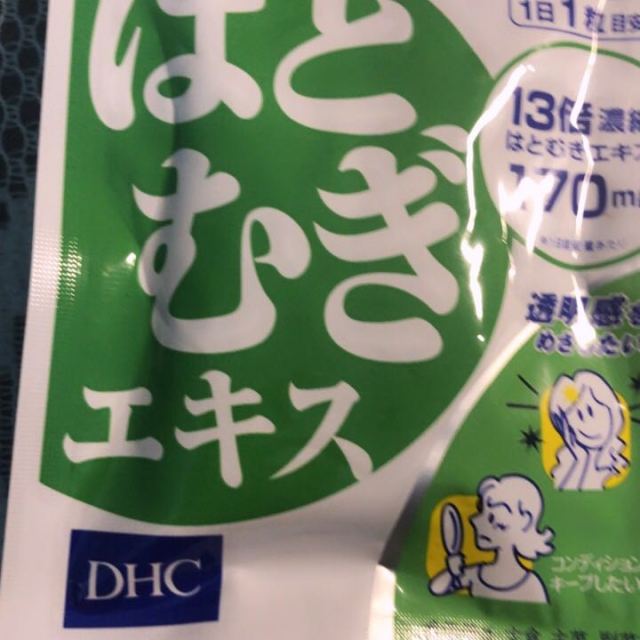 はと
むぎ
エキス
1日1粒目安
13倍濃縮
はとむぎエキス
170mg
透明感を
めざしたい
コンディション
キープしたい
DHC